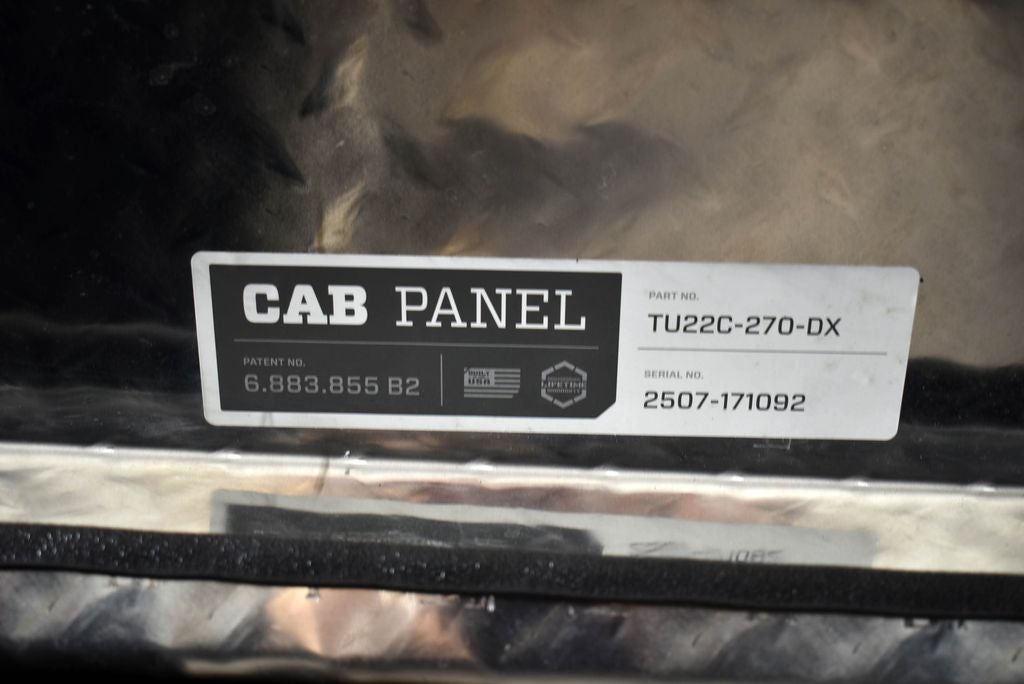 CAB PANEL
PATENT NO.
6.883.855 B2
BUILT
USA
LIFETIME
PART NO.
TU22C-270-DX
SERIAL NO.
2507-171092